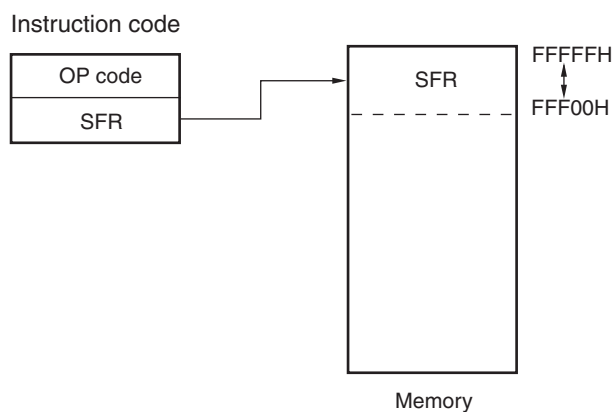 Instruction code
OP code
SFR
SFR
FFFFFH
FFF00H
Memory